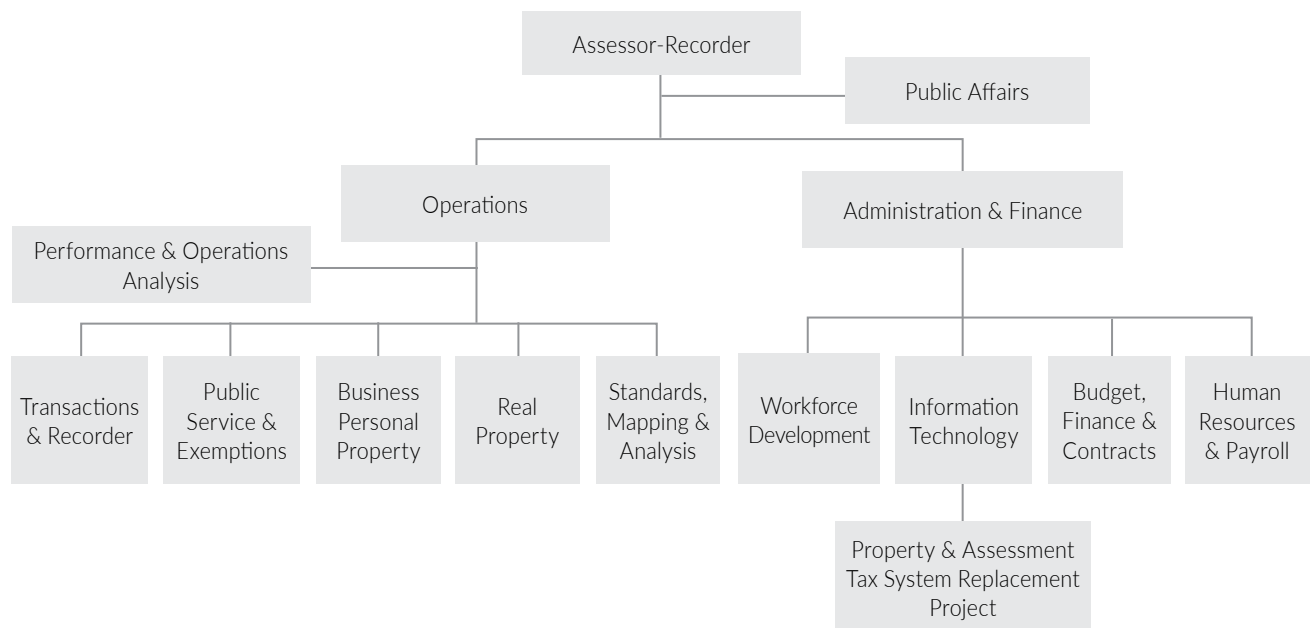 Assessor-Recorder
Public Affairs
Operations
Administration & Finance
Performance & Operations
Analysis
Transactions
& Recorder
Public
Service &
Exemptions
Business
Personal
Property
Real
Property
Standards,
Mapping &
Analysis
Workforce
Development
Information
Technology
Budget,
Finance &
Contracts
Human
Resources
& Payroll
Property & Assessment
Tax System Replacement
Project